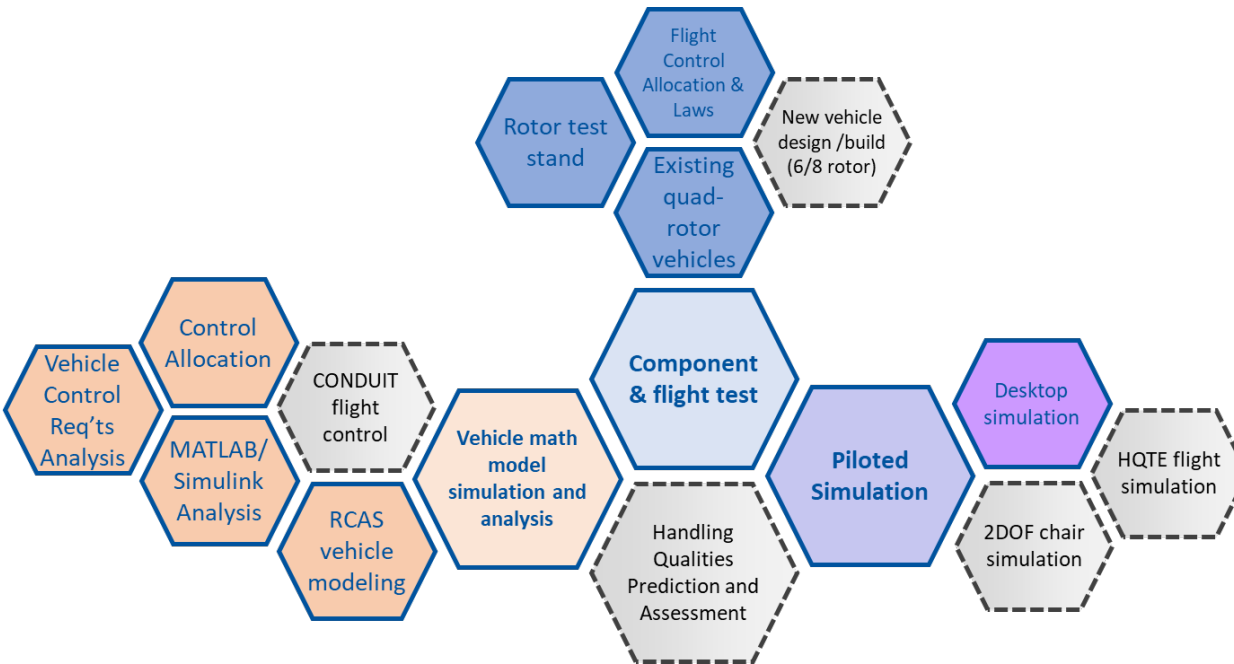 Flight
Control
Allocation &
Laws
Rotor test
stand
New vehicle
design /build
(6/8 rotor)
Existing
quad-
rotor
vehicles
Control
Allocation
Vehicle
Control
Req’ts
Analysis
CONDUIT
flight
control
MATLAB/
Simulink
Analysis
RCAS
vehicle
modeling
Vehicle math
model
simulation and
analysis
Component
& flight test
Handling
Qualities
Prediction and
Assessment
Piloted
Simulation
Desktop
simulation
HQTE flight
simulation
2DOF chair
simulation